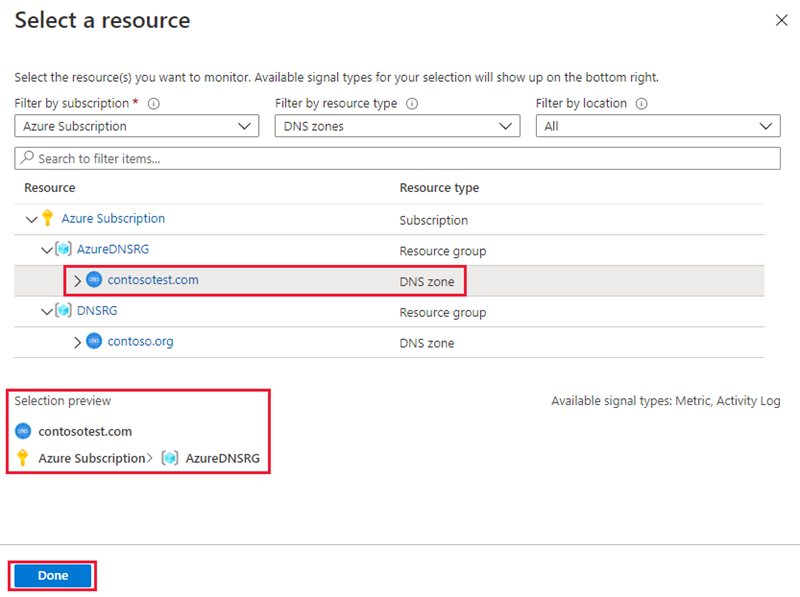 Select a resource
Select the resource(s) you want to monitor. Available signal types for your selection will show up on the bottom right.
Filter by subscription * Filter by resource type Filter by location
Azure Subscription DNS zones All
Search to filter items...
Resource Resource type
Azure Subscription Subscription
AzureDNSRG Resource group
DNS contosotest.com DNS zone
DNSRG Resource group
DNS contoso.org DNS zone
Selection preview Available signal types: Metric, Activity Log
DNS contosotest.com
Azure Subscription> AzureDNSRG
Done